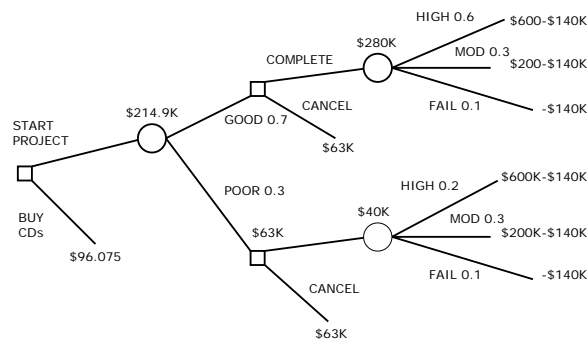 HIGH 0.6
$600-$140K
$280K
MOD 0.3
$200-$140K
COMPLETE
FAIL 0.1
-$140K
CANCEL
$214.9K
GOOD 0.7
$63K
START
PROJECT
POOR 0.3
HIGH 0.2
$600K-$140K
$40K
MOD 0.3
$200K-$140K
BUY
CDs
$63K
$96.075
FAIL 0.1
-$140K
CANCEL
$63K